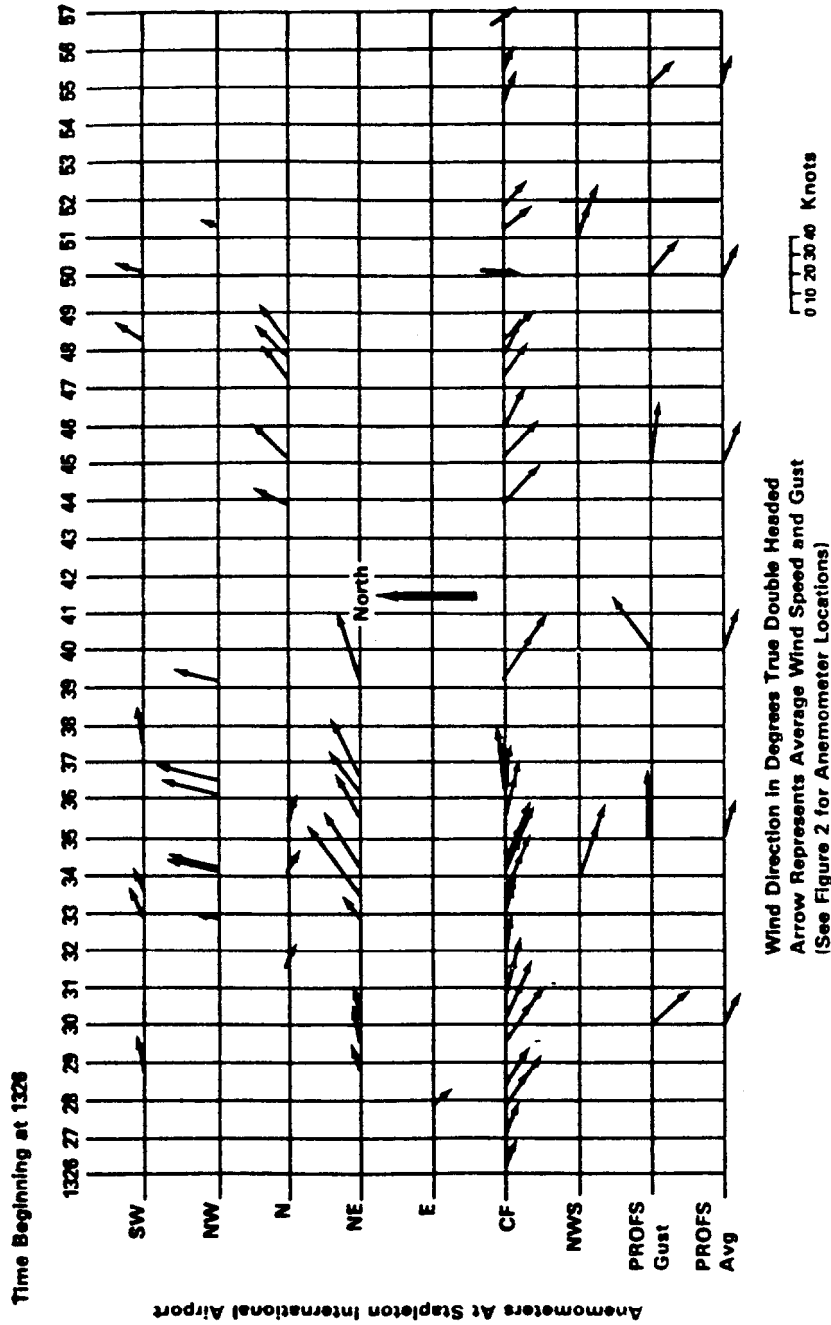 Time Beginning at 1326
1326 27 28 29 30 31 32 33 34 35 36 37 38 39 40 41 42 43 44 45 46 47 48 49 50 51 52 53 54 55 56 57
Anemometers At Stapleton International Airport
SW
NW
N
NE
E
CF
NWS
PROFS
Gust
PROFS
Avg
North
Wind Direction in Degrees True Double Headed
Arrow Represents Average Wind Speed and Gust
(See Figure 2 for Anemometer Locations)
0 10 20 30 40 Knots